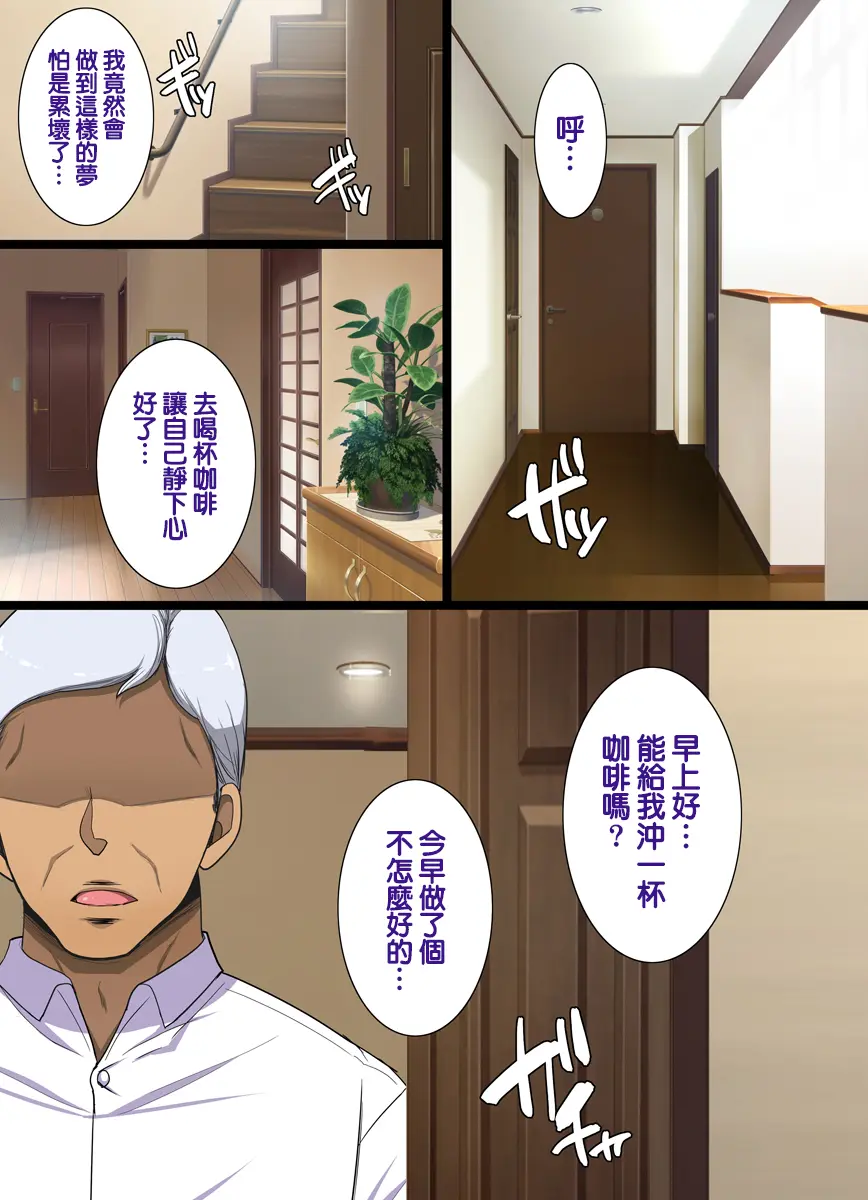 呼…
ザッ
我竟然會
做到這樣的夢
怕是累壞了…
ギッ
ギッ
去喝杯咖啡
讓自己靜下心
好了…
早上好…
能給我沖一杯
咖啡嗎？
今早做了個
不怎麼好的…
ガチャ